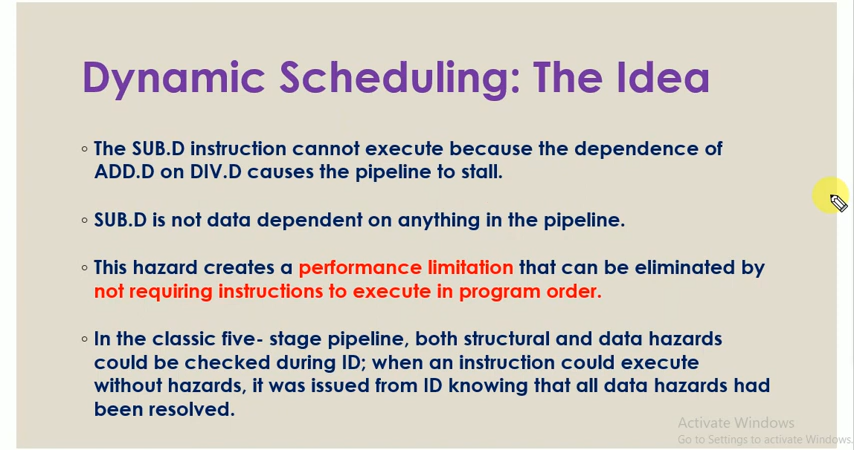 Dynamic Scheduling: The Idea
The SUB.D instruction cannot execute because the dependence of
ADD.D on DIV.D causes the pipeline to stall.
SUB.D is not data dependent on anything in the pipeline.
This hazard creates a performance limitation that can be eliminated by
not requiring instructions to execute in program order.
In the classic five- stage pipeline, both structural and data hazards
could be checked during ID; when an instruction could execute
without hazards, it was issued from ID knowing that all data hazards had
been resolved.
Activate Windows
Go to Settings to activate Windows.